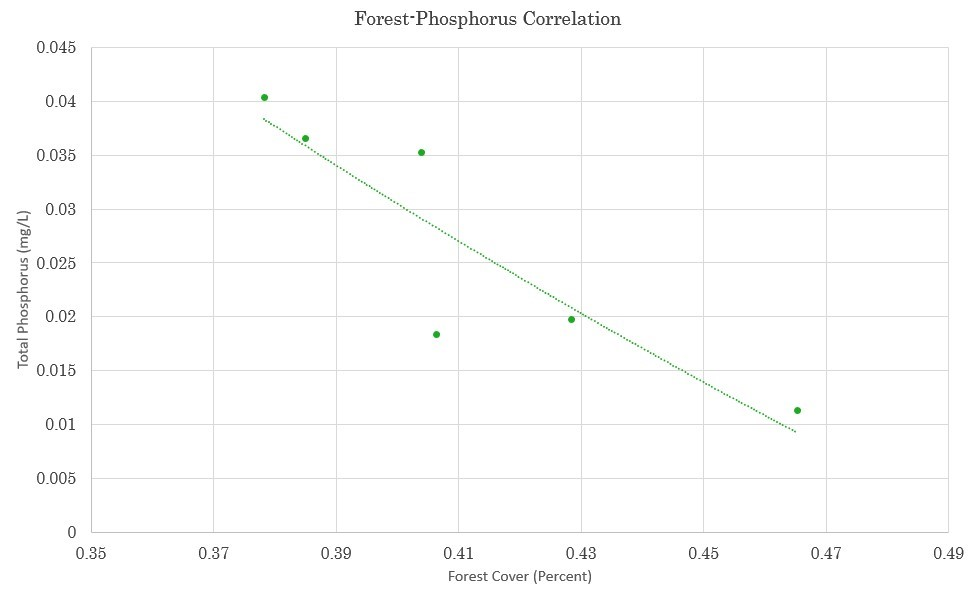 Forest-Phosphorus Correlation
0.045
0.04
0.035
0.03
0.025
0.02
0.015
0.01
0.005
0
Total Phosphorus (mg/L)
0.35 0.37 0.39 0.41 0.43 0.45 0.47 0.49
Forest Cover (Percent)